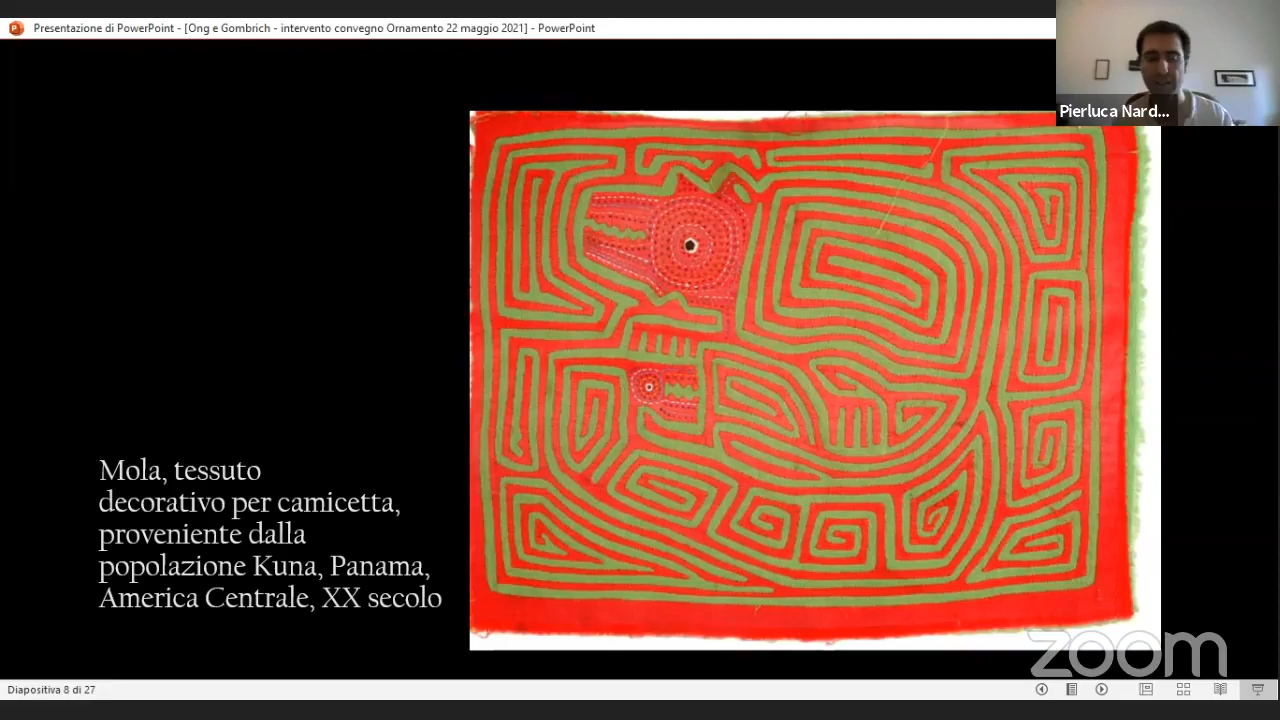 Presentazione di PowerPoint - [Ong e Gombrich - intervento convegno Ornamento 22 maggio 2021] - PowerPoint
Pierluca Nard...
Mola, tessuto
decorativo per camicetta,
proveniente dalla
popolazione Kuna, Panama,
America Centrale, XX secolo
zoom
Diapositiva 8 di 27